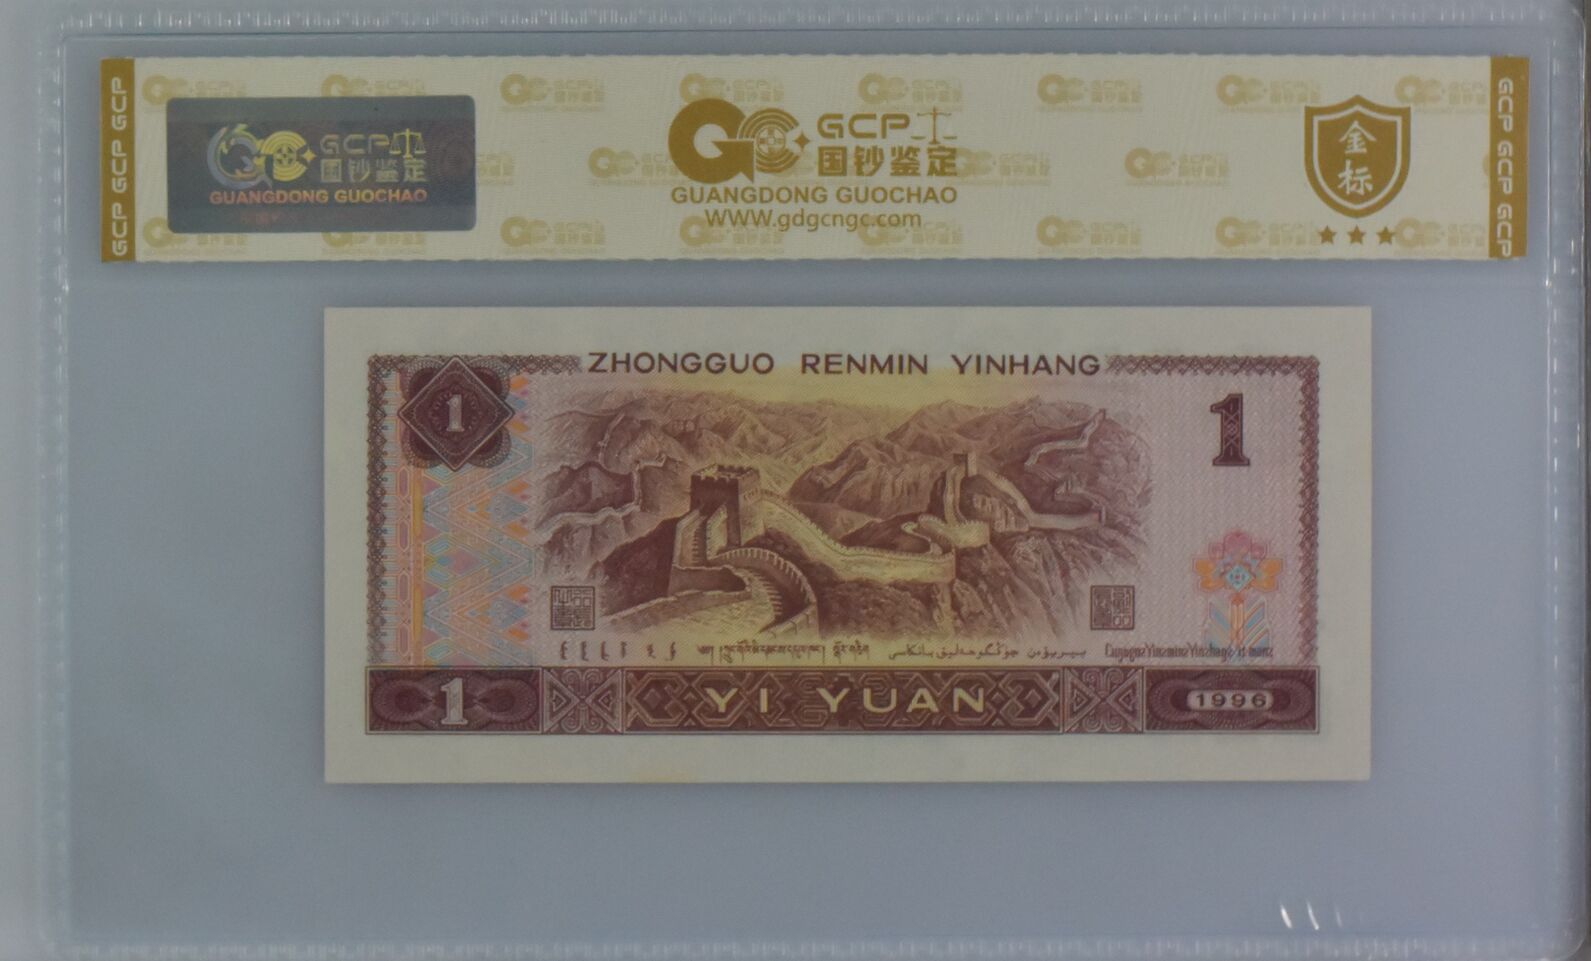 GCP GCP GCP
GCP
国钞鉴定
GUANGDONG GUOCHAO
GCP
国钞鉴定
GUANGDONG GUOCHAO
WWW.gdgcngc.com
金标
GCP GCP GCP
ZHONGGUO RENMIN YINHANG
1
1
1 YI YUAN 1996